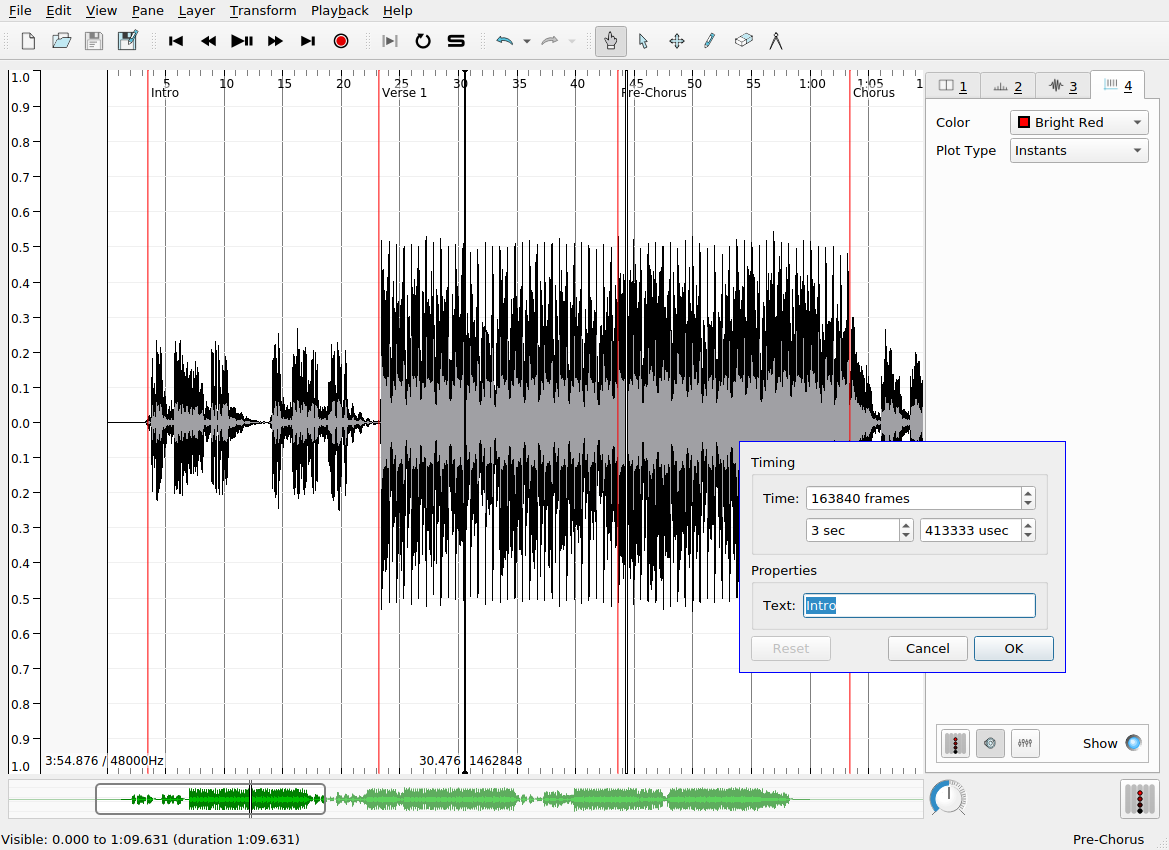 File Edit View Pane Layer Transform Playback Help
1.0 5 10 15 20 25 30 35 40 45 50 55 1:00 1:05 1
Intro Verse 1 Pre-Chorus Chorus
1 2 3 4
Color Bright Red
Plot Type Instants
0.9
0.8
0.7
0.6
0.5
0.4
0.3
0.2
0.1
0.0
0.1
0.2
0.3
0.4
0.5
0.6
0.7
0.8
0.9
1.0
Timing
Time: 163840 frames
3 sec 413333 usec
Properties
Text: Intro
Reset Cancel OK
Show
3:54.876 / 48000Hz 30.476 1462848
Visible: 0.000 to 1:09.631 (duration 1:09.631) Pre-Chorus